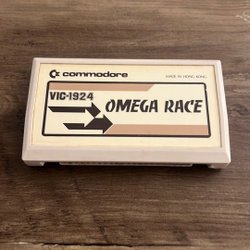 commodore MADE IN HONG KONG
VIC-1924
OMEGA RACE